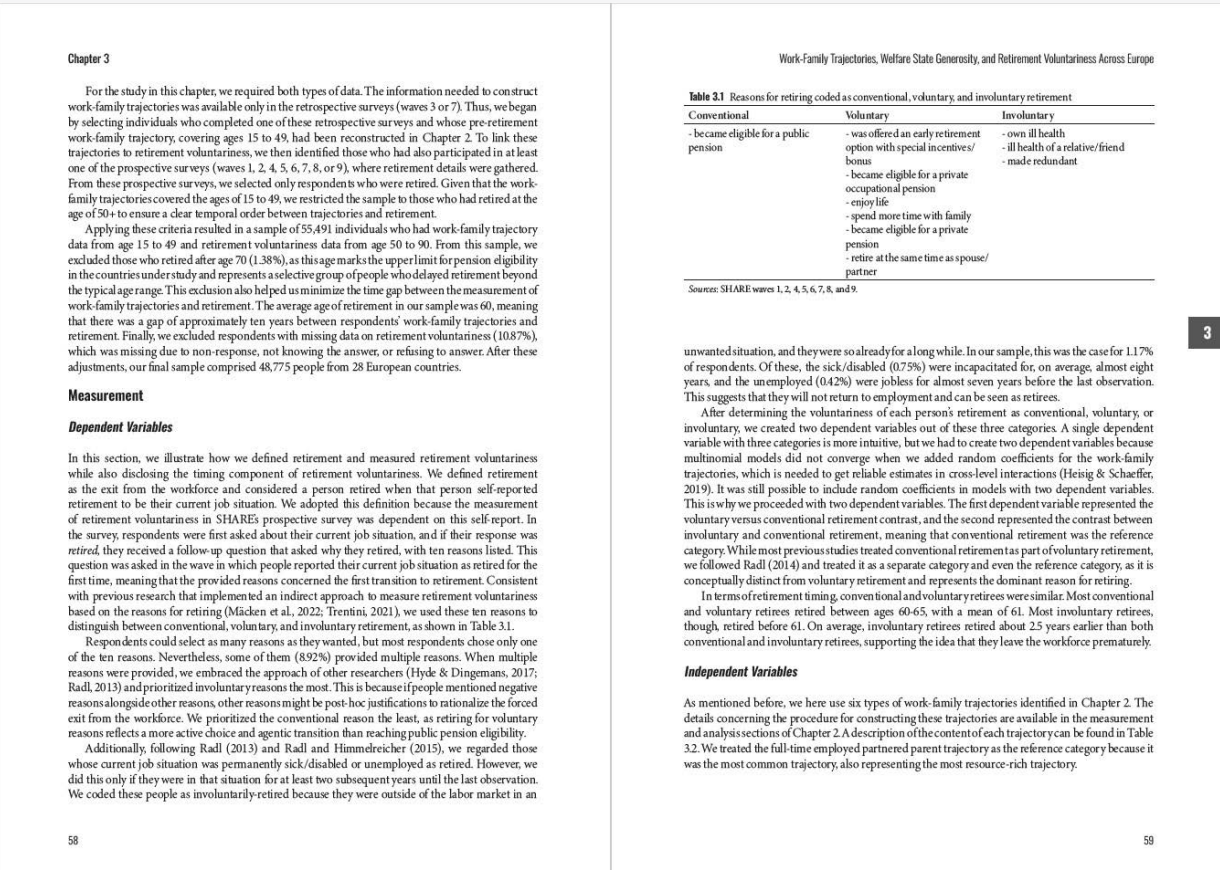 Chapter 3
For the study in this chapter, we required both types of data. The information needed to construct
work-family trajectories was available only in the retrospective surveys (waves 3 or 7). Thus, we began
by selecting individuals who completed one of these retrospective surveys and whose pre-retirement
work-family trajectory, covering ages 15 to 49, had been reconstructed in Chapter 2. To link these
trajectories to retirement voluntariness, we then identified those who had also participated in at least
one of the prospective surveys (waves 1, 2, 4, 5, 6, 7, 8, or 9), where retirement details were gathered.
From these prospective surveys, we selected only respondents who were retired. Given that the work-
family trajectories covered the ages of 15 to 49, we restricted the sample to those who had retired at the
age of 50+ to ensure a clear temporal order between trajectories and retirement.
Applying these criteria resulted in a sample of 55,491 individuals who had work-family trajectory
data from age 15 to 49 and retirement voluntariness data from age 50 to 90. From this sample, we
excluded those who retired after age 70 (1.38%), as this age marks the upper limit for pension eligibility
in the countries under study and represents a selective group of people who delayed retirement beyond
the typical age range. This exclusion also helped us minimize the time gap between the measurement of
work-family trajectories and retirement. The average age of retirement in our sample was 60, meaning
that there was a gap of approximately ten years between respondents' work-family trajectories and
retirement. Finally, we excluded respondents with missing data on retirement voluntariness (10.87%),
which was missing due to non-response, not knowing the answer, or refusing to answer. After these
adjustments, our final sample comprised 48,775 people from 28 European countries.
Measurement
Dependent Variables
In this section, we illustrate how we defined retirement and measured retirement voluntariness
while also disclosing the timing component of retirement voluntariness. We defined retirement
as the exit from the workforce and considered a person retired when that person self-reported
retirement to be their current job situation. We adopted this definition because the measurement
of retirement voluntariness in SHARE's prospective survey was dependent on this self-report. In
the survey, respondents were first asked about their current job situation, and if their response was
retired, they received a follow-up question that asked why they retired, with ten reasons listed. This
question was asked in the wave in which people reported their current job situation as retired for the
first time, meaning that the provided reasons concerned the first transition to retirement. Consistent
with previous research that implemented an indirect approach to measure retirement voluntariness
based on the reasons for retiring (Mäcken et al., 2022; Trentini, 2021), we used these ten reasons to
distinguish between conventional, voluntary, and involuntary retirement, as shown in Table 3.1.
Respondents could select as many reasons as they wanted, but most respondents chose only one
of the ten reasons. Nevertheless, some of them (8.92%) provided multiple reasons. When multiple
reasons were provided, we embraced the approach of other researchers (Hyde & Dingemans, 2017;
Radl, 2013) and prioritized involuntary reasons the most. This is because if people mentioned negative
reasons alongside other reasons, other reasons might be post-hoc justifications to rationalize the forced
exit from the workforce. We prioritized the conventional reason the least, as retiring for voluntary
reasons reflects a more active choice and agentic transition than reaching public pension eligibility.
Additionally, following Radl (2013) and Radl and Himmelreicher (2015), we regarded those
whose current job situation was permanently sick/disabled or unemployed as retired. However, we
did this only if they were in that situation for at least two subsequent years until the last observation.
We coded these people as involuntarily-retired because they were outside of the labor market in an
58
Work-Family Trajectories, Welfare State Generosity, and Retirement Voluntariness Across Europe
Table 3.1 Reasons for retiring coded as conventional, voluntary, and involuntary retirement
Conventional Voluntary Involuntary
- became eligible for a public - was offered an early retirement - own ill health
pension option with special incentives/ - ill health of a relative/friend
bonus - made redundant
- became eligible for a private
occupational pension
- enjoy life
- spend more time with family
- became eligible for a private
pension
- retire at the same time as spouse/
partner
Sources: SHARE waves 1, 2, 4, 5, 6, 7, 8, and 9.
3
unwanted situation, and they were so already for a long while. In our sample, this was the case for 1.17%
of respondents. Of these, the sick/disabled (0.75%) were incapacitated for, on average, almost eight
years, and the unemployed (0.42%) were jobless for almost seven years before the last observation.
This suggests that they will not return to employment and can be seen as retirees.
After determining the voluntariness of each person's retirement as conventional, voluntary, or
involuntary, we created two dependent variables out of these three categories. A single dependent
variable with three categories is more intuitive, but we had to create two dependent variables because
multinomial models did not converge when we added random coefficients for the work-family
trajectories, which is needed to get reliable estimates in cross-level interactions (Heisig & Schaeffer,
2019). It was still possible to include random coefficients in models with two dependent variables.
This is why we proceeded with two dependent variables. The first dependent variable represented the
voluntary versus conventional retirement contrast, and the second represented the contrast between
involuntary and conventional retirement, meaning that conventional retirement was the reference
category. While most previous studies treated conventional retirement as part of voluntary retirement,
we followed Radl (2014) and treated it as a separate category and even the reference category, as it is
conceptually distinct from voluntary retirement and represents the dominant reason for retiring.
In terms of retirement timing, conventional and voluntary retirees were similar. Most conventional
and voluntary retirees retired between ages 60-65, with a mean of 61. Most involuntary retirees,
though, retired before 61. On average, involuntary retirees retired about 2.5 years earlier than both
conventional and involuntary retirees, supporting the idea that they leave the workforce prematurely.
Independent Variables
As mentioned before, we here use six types of work-family trajectories identified in Chapter 2. The
details concerning the procedure for constructing these trajectories are available in the measurement
and analysis sections of Chapter 2. A description of the content of each trajectory can be found in Table
3.2. We treated the full-time employed partnered parent trajectory as the reference category because it
was the most common trajectory, also representing the most resource-rich trajectory.
59